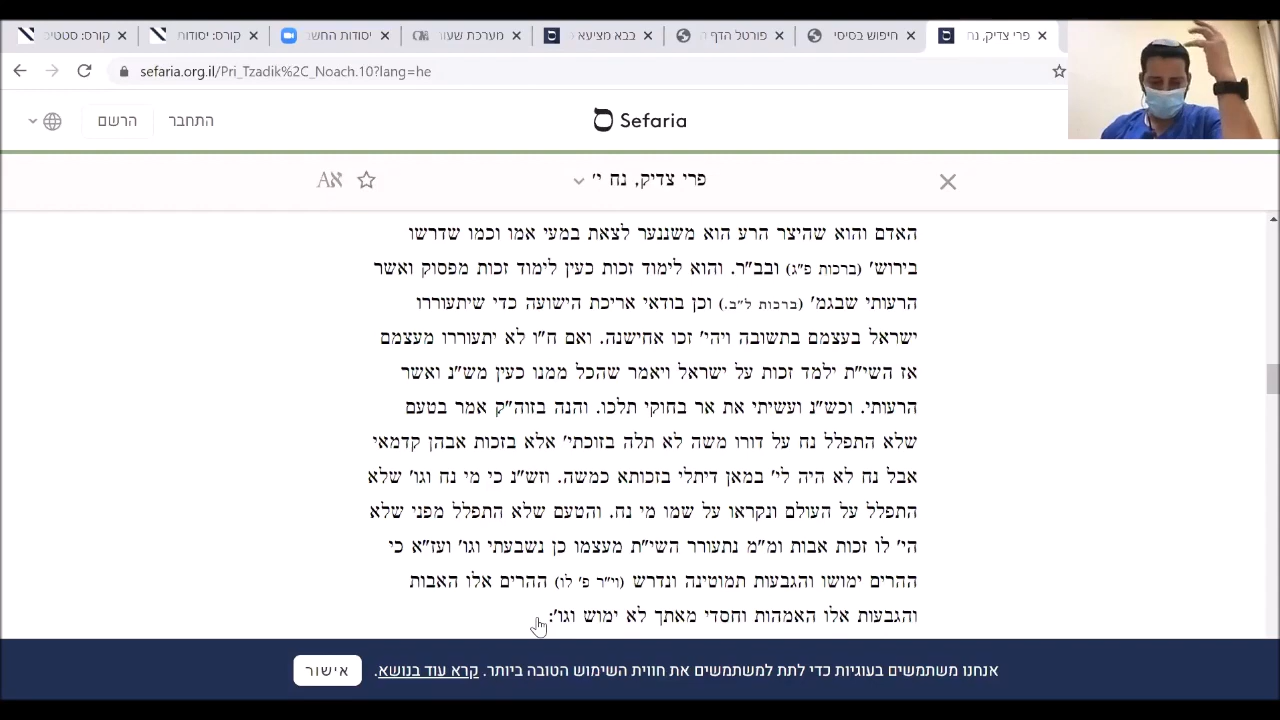 פרי צדיק, נח
חיפוש בסיסי
פורטל הדף ה
בבא מציעא כ
מערכת שעור
יסודות החשב
קורס: יסודות
קורס: סטטיס
sefaria.org.il/Pri_Tzadik%2C_Noach.10?lang=he
Sefaria
התחבר
הרשם
פרי צדיק, נח י׳
אא
האדם והוא שהיצר הרע הוא משננער לצאת במעי אמו וכמו שדרשו
בירוש׳ (ברכות פ״ג) ובב״ר. והוא לימוד זכות כעין לימוד זכות מפסוק ואשר
הרעותי שבגמ׳ (ברכות ל״ב.) וכן בודאי אריכת הישועה כדי שיתעוררו
ישראל בעצמם בתשובה ויהי׳ זכו אחישנה. ואם ח״ו לא יתעוררו מעצמם
אז השי״ת ילמד זכות על ישראל ויאמר שהכל ממנו כעין מש״נ ואשר
הרעותי. וכש״נ ועשיתי את אר בחוקי תלכו. והנה בזוה״ק אמר בטעם
שלא התפלל נח על דורו משה לא תלה בזוכתי׳ אלא בזכות אבהן קדמאי
אבל נח לא היה לי׳ במאן דיתלי בזכותא כמשה. וזש״נ כי מי נח וגו׳ שלא
התפלל על העולם ונקראו על שמו מי נח. והטעם שלא התפלל מפני שלא
הי׳ לו זכות אבות ומ״מ נתעורר השי״ת מעצמו כן נשבעתי וגו׳ ועז״א כי
ההרים ימושו והגבעות תמוטינה ונדרש (וי״ר פ׳ לו) ההרים אלו האבות
והגבעות אלו האמהות וחסדי מאתך לא ימוש וגו׳:
אנחנו משתמשים בעוגיות כדי לתת למשתמשים את חווית השימוש הטובה ביותר. קרא עוד בנושא.
אישור